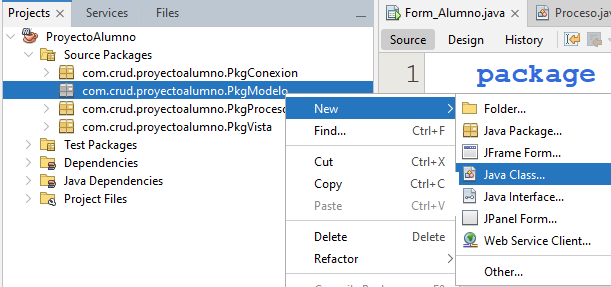 Projects × Services Files
ProyectoAlumno
Source Packages
com.crud.proyectoalumno.PkgConexion
com.crud.proyectoalumno.PkgModelo
com.crud.proyectoalumno.PkgProceso
com.crud.proyectoalumno.PkgVista
Test Packages
Dependencies
Java Dependencies
Project Files
Form_Alumno.java × Proceso.java
Source Design History
1 package
New
Find... Ctrl+F
Cut Ctrl+X
Copy Ctrl+C
Paste Ctrl+V
Delete Delete
Refactor
Folder...
Java Package...
JFrame Form...
Java Class...
Java Interface...
JPanel Form...
Web Service Client...
Other...